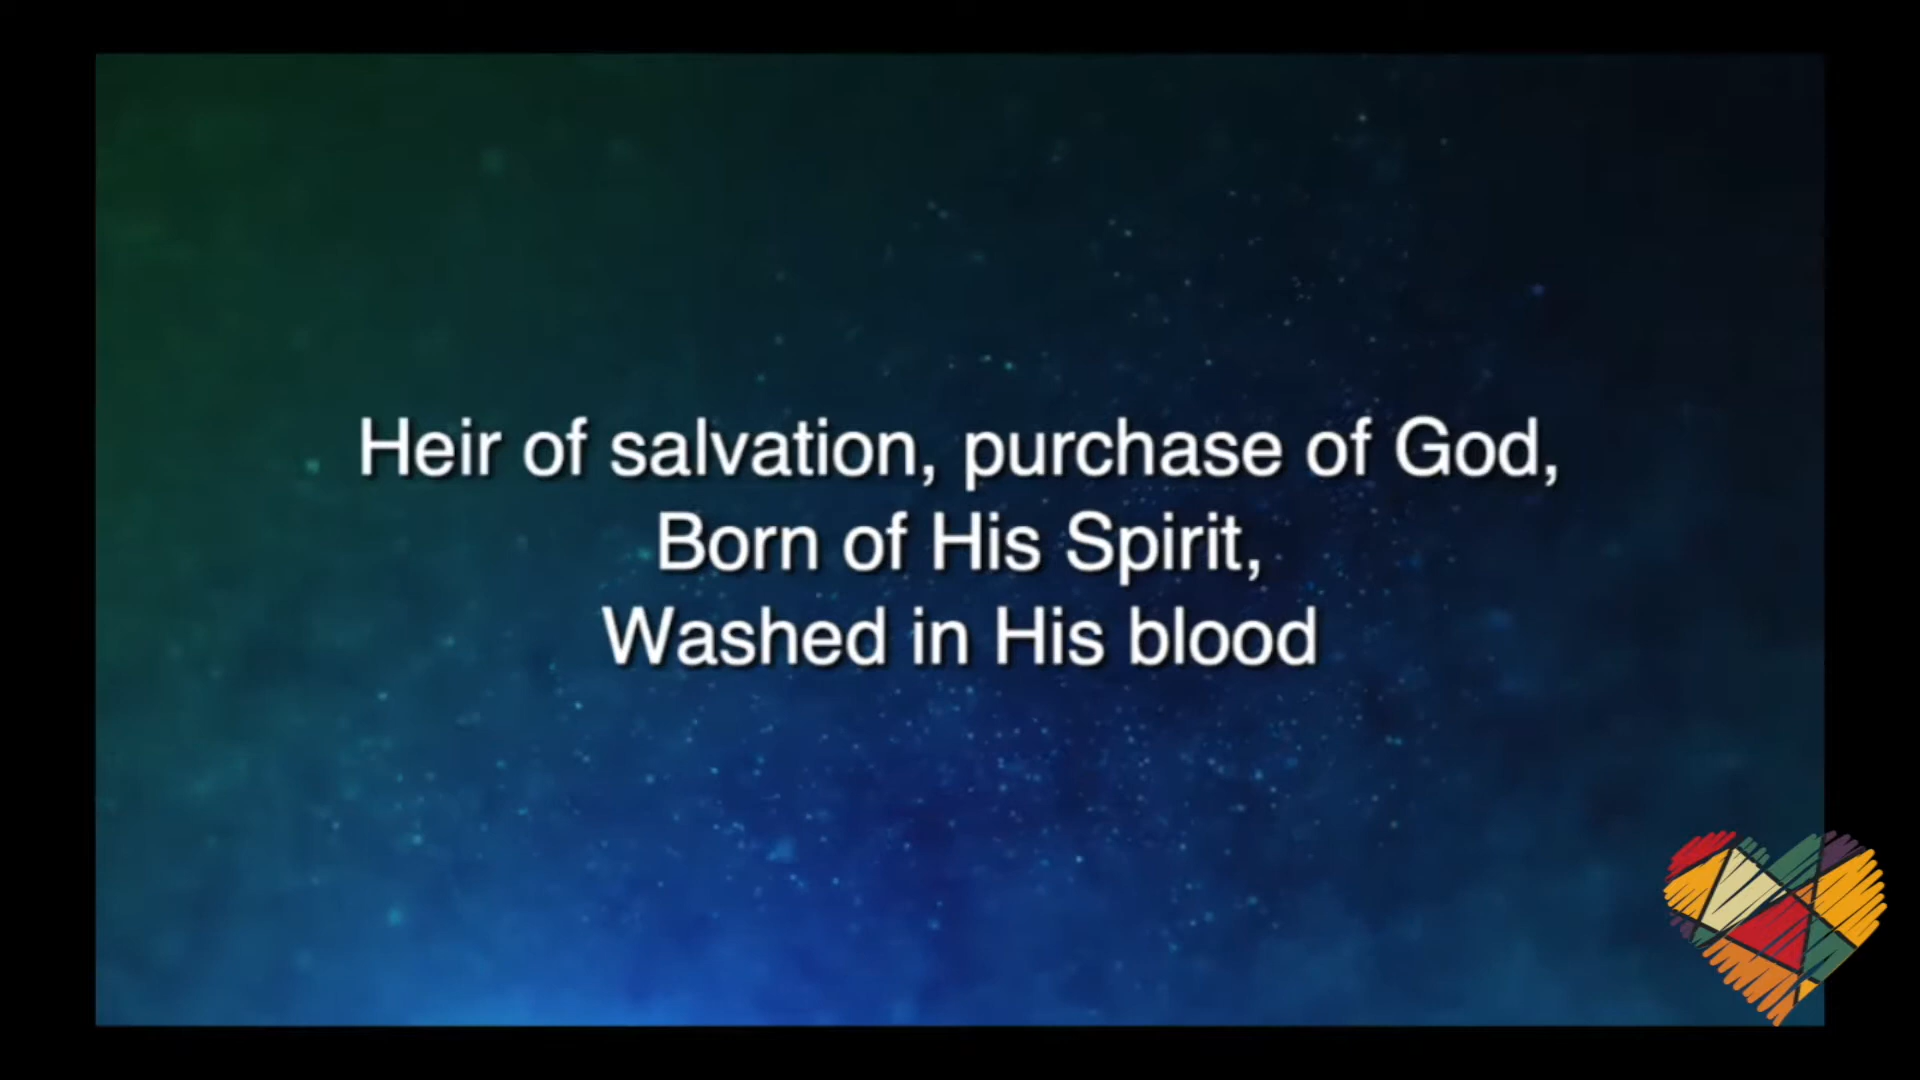 Heir of salvation, purchase of God,
Born of His Spirit,
Washed in His blood